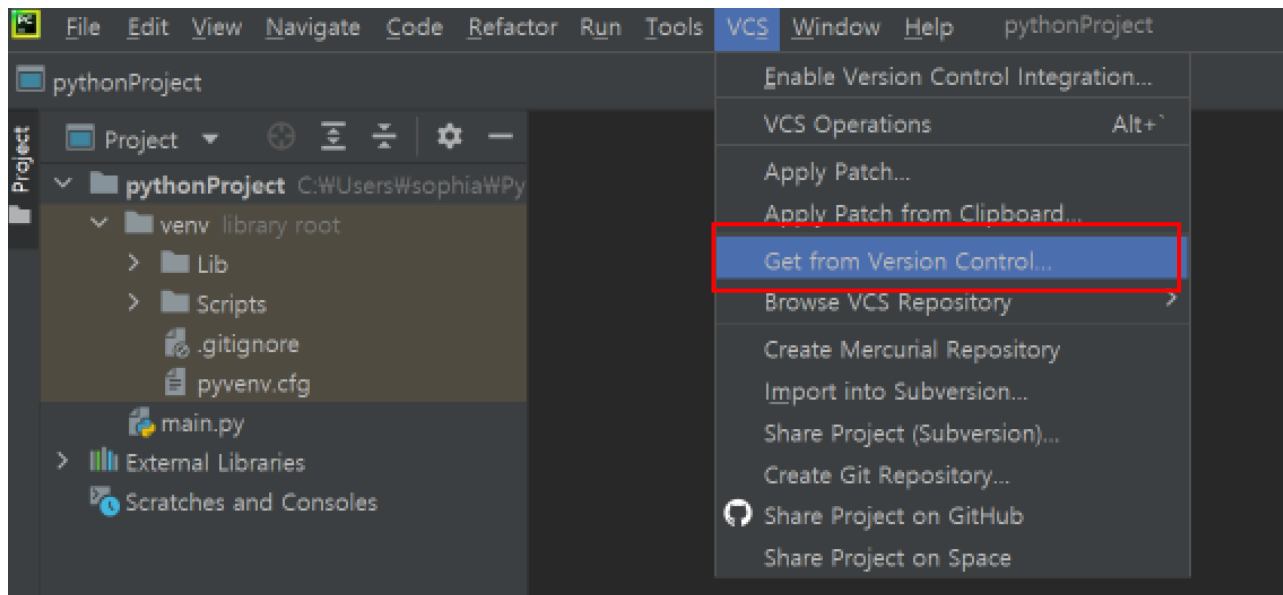 PC File Edit View Navigate Code Refactor Run Tools VCS Window Help pythonProject
pythonProject
Project
Project
pythonProject C:₩Users₩sophia₩Py
venv library root
Lib
Scripts
.gitignore
pyvenv.cfg
main.py
External Libraries
Scratches and Consoles
Enable Version Control Integration...
VCS Operations Alt+`
Apply Patch...
Apply Patch from Clipboard...
Get from Version Control...
Browse VCS Repository
Create Mercurial Repository
Import into Subversion...
Share Project (Subversion)...
Create Git Repository...
Share Project on GitHub
Share Project on Space